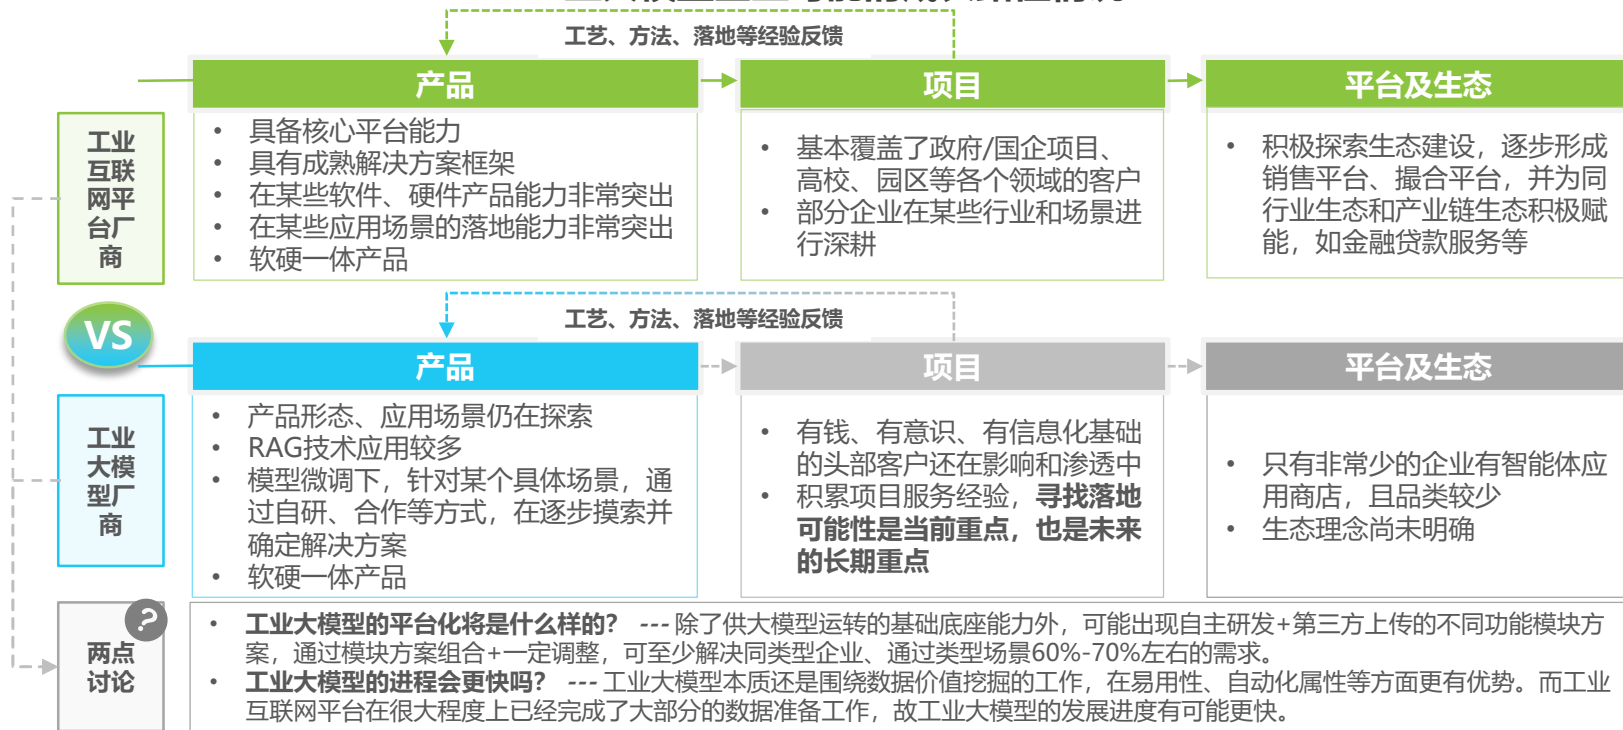 工艺、方法、落地等经验反馈
产品
项目
平台及生态
工业
互联
网平
台厂
商
• 具备核心平台能力
• 具有成熟解决方案框架
• 在某些软件、硬件产品能力非常突出
• 在某些应用场景的落地能力非常突出
• 软硬一体产品
• 基本覆盖了政府/国企项目、
高校、园区等各个领域的客户
• 部分企业在某些行业和场景进
行深耕
• 积极探索生态建设，逐步形成
销售平台、撮合平台，并为同
行业生态和产业链生态积极赋
能，如金融贷款服务等
VS
工艺、方法、落地等经验反馈
产品
项目
平台及生态
工业
大模
型厂
商
• 产品形态、应用场景仍在探索
• RAG技术应用较多
• 模型微调下，针对某个具体场景，通
过自研、合作等方式，在逐步摸索并
确定解决方案
• 软硬一体产品
• 有钱、有意识、有信息化基础
的头部客户还在影响和渗透中
• 积累项目服务经验，寻找落地
可能性是当前重点，也是未来
的长期重点
• 只有非常少的企业有智能体应
用商店，且品类较少
• 生态理念尚未明确
?
两点
讨论
• 工业大模型的平台化将是什么样的？ --- 除了供大模型运转的基础底座能力外，可能出现自主研发+第三方上传的不同功能模块方
案，通过模块方案组合+一定调整，可至少解决同类型企业、通过类型场景60%-70%左右的需求。
• 工业大模型的进程会更快吗？ --- 工业大模型本质还是围绕数据价值挖掘的工作，在易用性、自动化属性等方面更有优势。而工业
互联网平台在很大程度上已经完成了大部分的数据准备工作，故工业大模型的发展进度有可能更快。